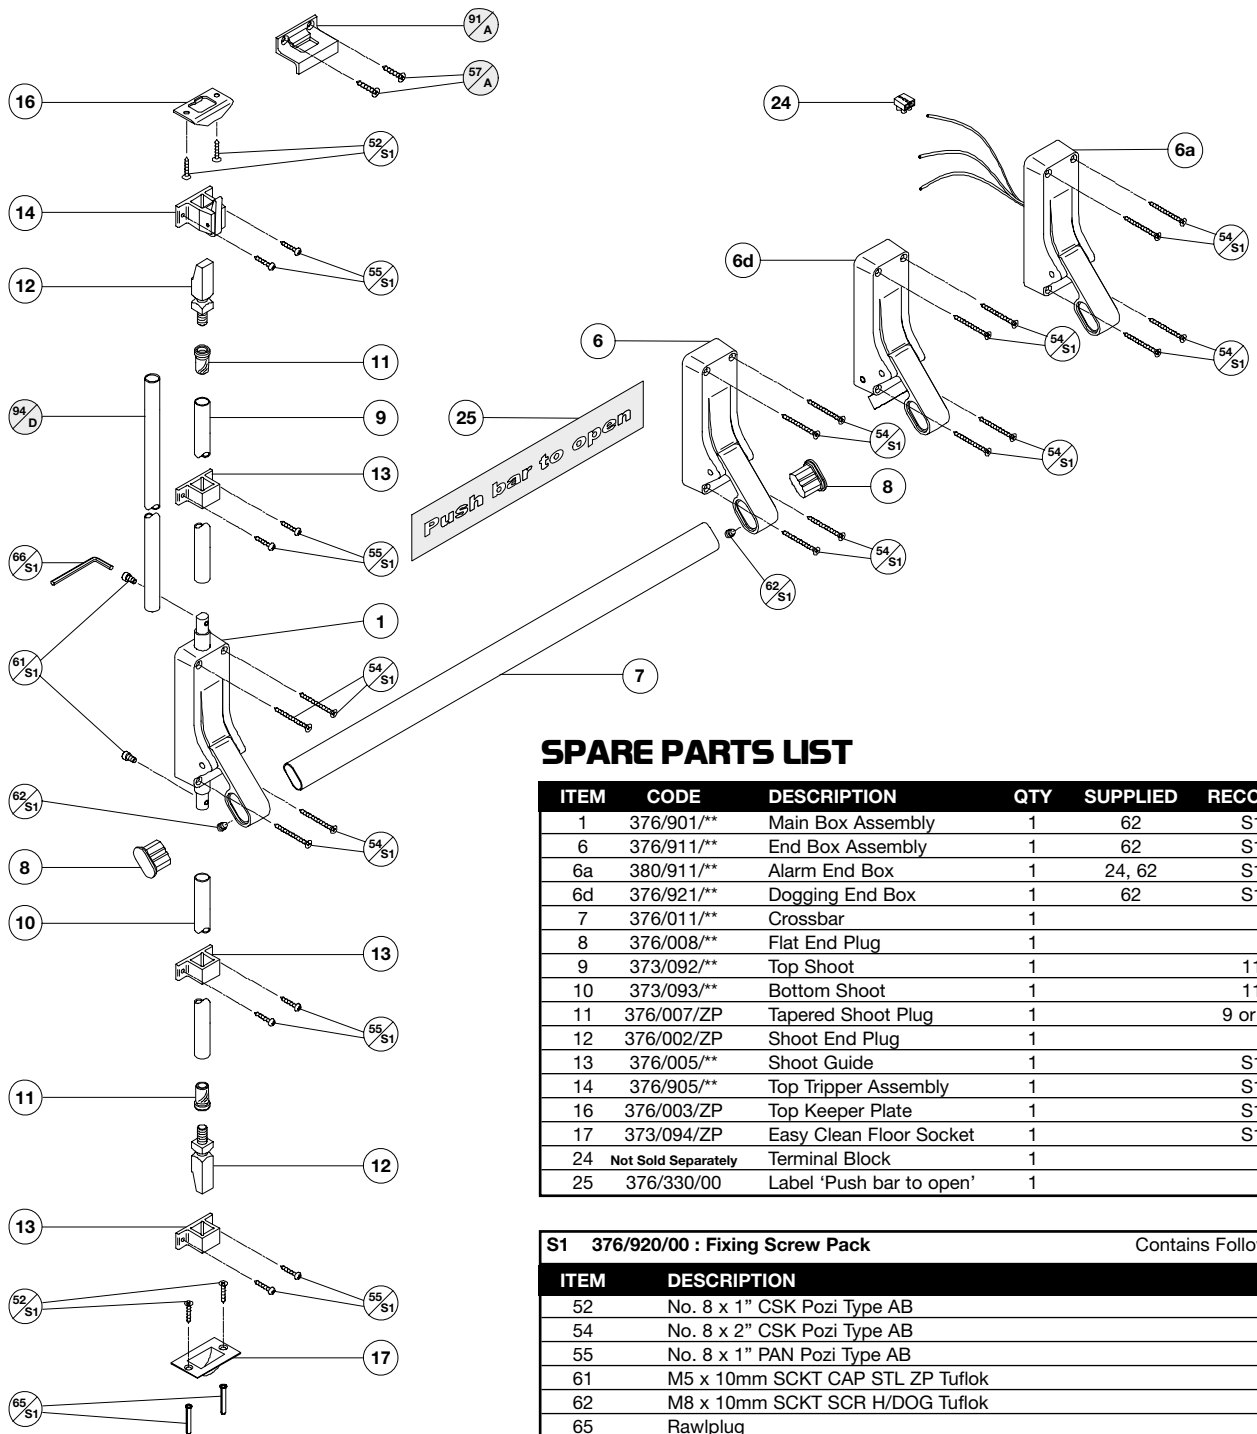 91 A
57 A
16
24
52 S1
6a
14
54 S1
55 S1
6d
12
54 S1
6
54 S1
11
94 D
9
25
Push bar to open
54 S1
54 S1
13
8
55 S1
54 S1
66 S1
62 S1
1
61 S1
54 S1
7
62 S1
54 S1
8
10
13
55 S1
11
12
13
52 S1
55 S1
17
65 S1
SPARE PARTS LIST
ITEM CODE DESCRIPTION QTY SUPPLIED RECO
1 376/901/** Main Box Assembly 1 62 S1
6 376/911/** End Box Assembly 1 62 S1
6a 380/911/** Alarm End Box 1 24, 62 S1
6d 376/921/** Dogging End Box 1 62 S1
7 376/011/** Crossbar 1
8 376/008/** Flat End Plug 1
9 373/092/** Top Shoot 1 11
10 373/093/** Bottom Shoot 1 11
11 376/007/ZP Tapered Shoot Plug 1 9 or
12 376/002/ZP Shoot End Plug 1
13 376/005/** Shoot Guide 1 S1
14 376/905/** Top Tripper Assembly 1 S1
16 376/003/ZP Top Keeper Plate 1 S1
17 373/094/ZP Easy Clean Floor Socket 1 S1
24 Not Sold Separately Terminal Block 1
25 376/330/00 Label ‘Push bar to open’ 1
S1 376/920/00 : Fixing Screw Pack Contains Follo
ITEM DESCRIPTION
52 No. 8 x 1” CSK Pozi Type AB
54 No. 8 x 2” CSK Pozi Type AB
55 No. 8 x 1” PAN Pozi Type AB
61 M5 x 10mm SCKT CAP STL ZP Tuflok
62 M8 x 10mm SCKT SCR H/DOG Tuflok
65 Rawlplug